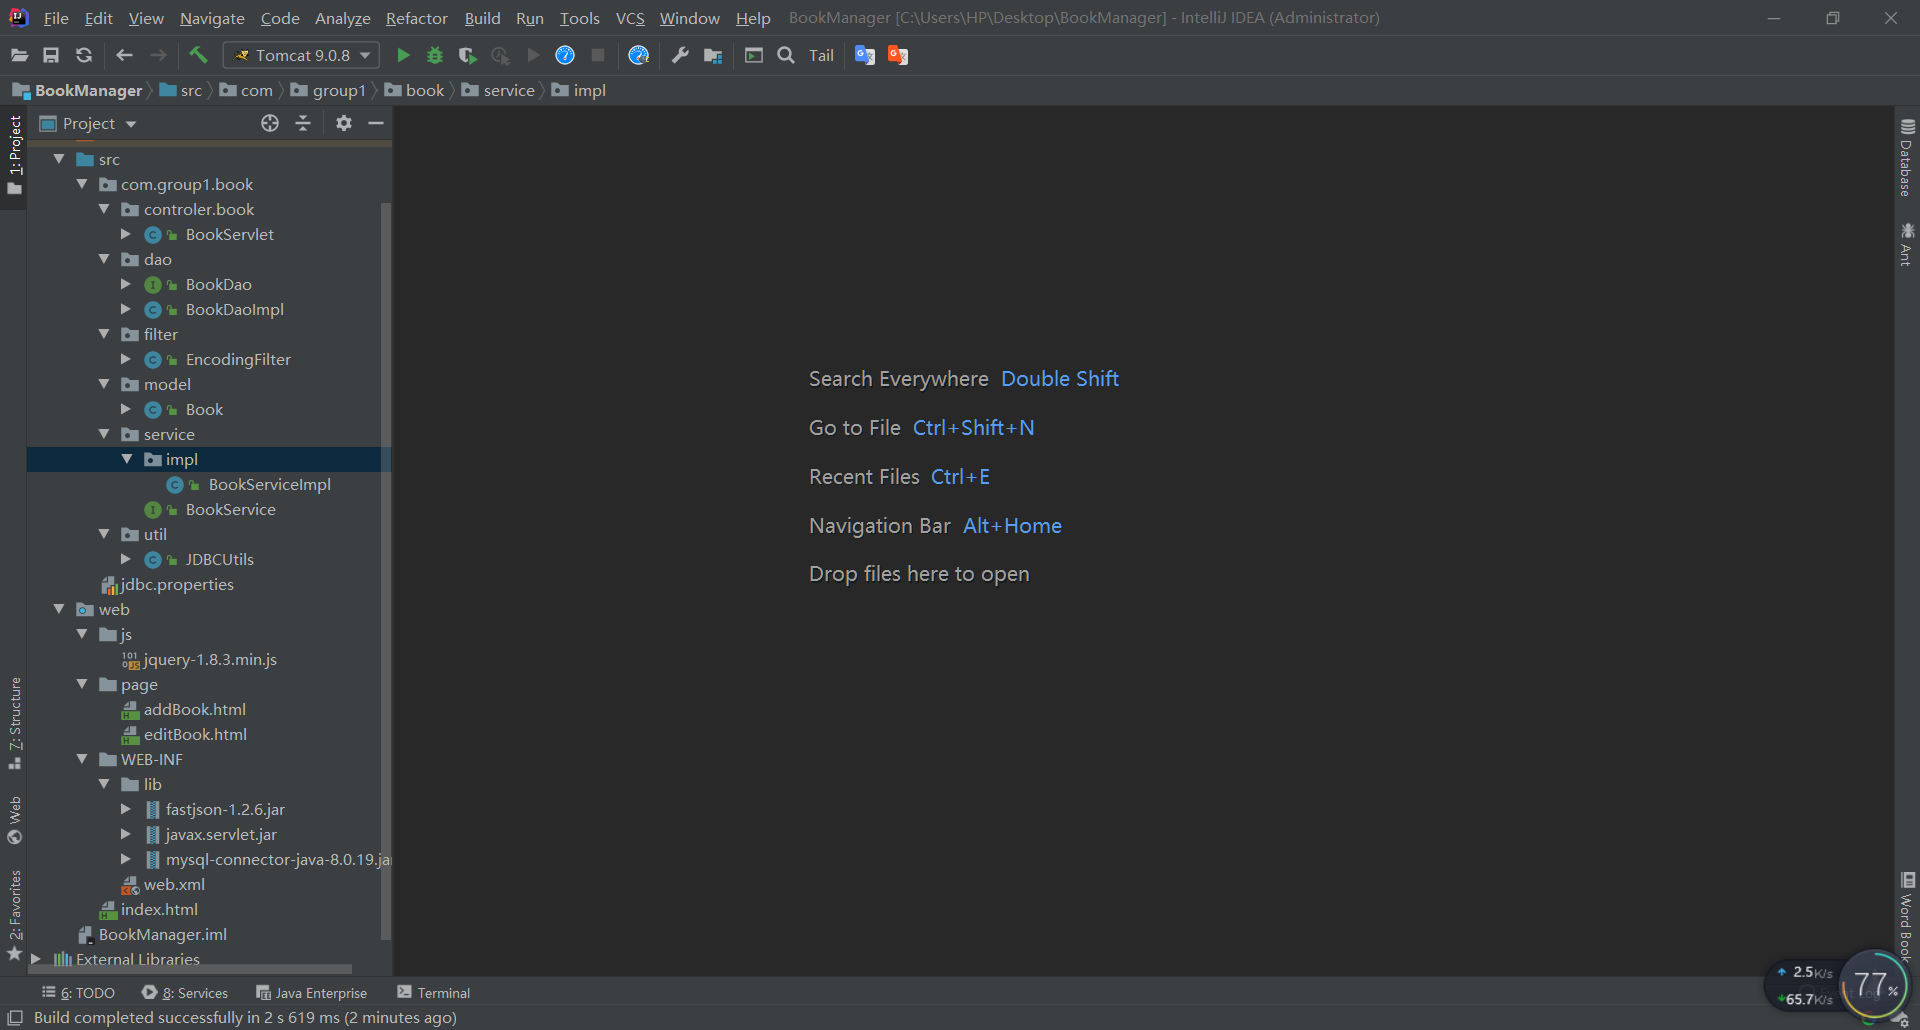 File Edit View Navigate Code Analyze Refactor Build Run Tools VCS Window Help BookManager [C:\Users\HP\Desktop\BookManager] - IntelliJ IDEA (Administrator)
Tomcat 9.0.8 Tail
BookManager src com group1 book service impl
1: Project
Project
src
com.group1.book
controler.book
BookServlet
dao
BookDao
BookDaoImpl
filter
EncodingFilter
model
Book
service
impl
BookServiceImpl
BookService
util
JDBCUtils
jdbc.properties
web
js
jquery-1.8.3.min.js
page
addBook.html
editBook.html
WEB-INF
lib
fastjson-1.2.6.jar
javax.servlet.jar
mysql-connector-java-8.0.19.ja
web.xml
index.html
BookManager.iml
External Libraries
7: Structure
Web
2: Favorites
Search Everywhere Double Shift
Go to File Ctrl+Shift+N
Recent Files Ctrl+E
Navigation Bar Alt+Home
Drop files here to open
Database
Ant
Word Book
2.5K/s
65.7K/s
77%
6: TODO 8: Services Java Enterprise Terminal
Build completed successfully in 2 s 619 ms (2 minutes ago)